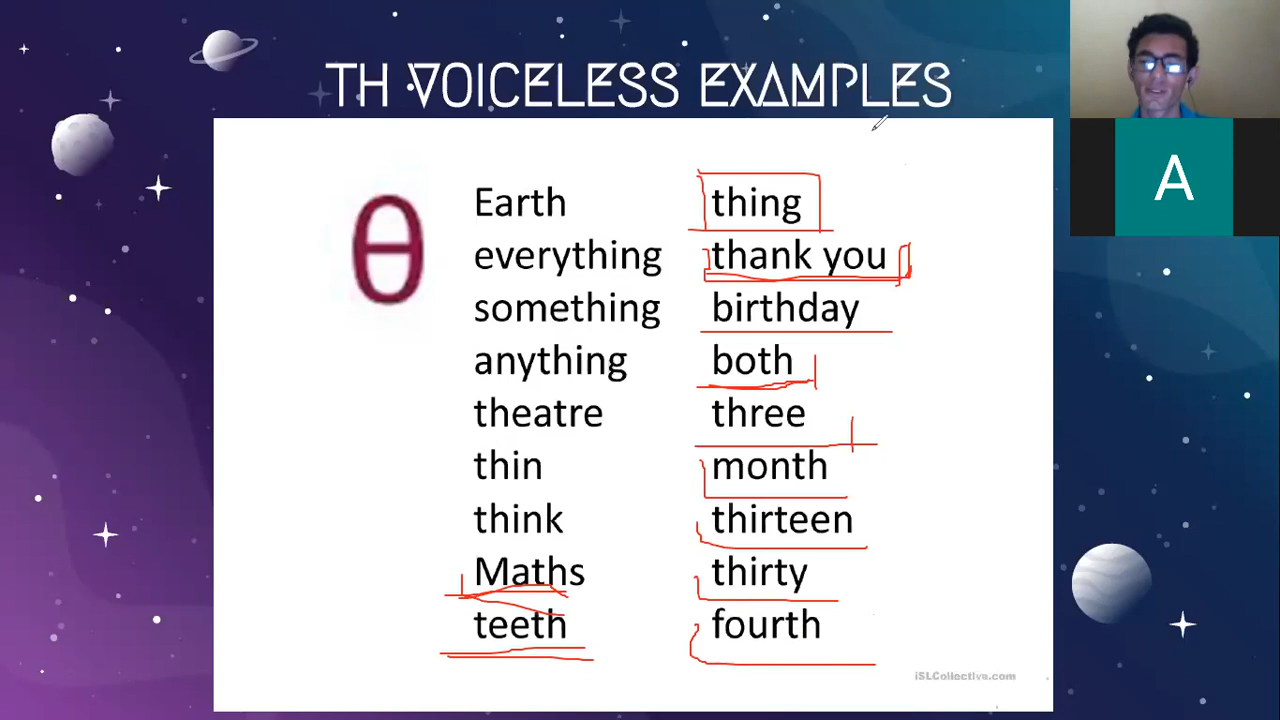 TH VOICELESS EXAMPLES
A
θ
Earth
everything
something
anything
theatre
thin
think
Maths
teeth
thing
thank you
birthday
both
three
month
thirteen
thirty
fourth
iSLCollective.com